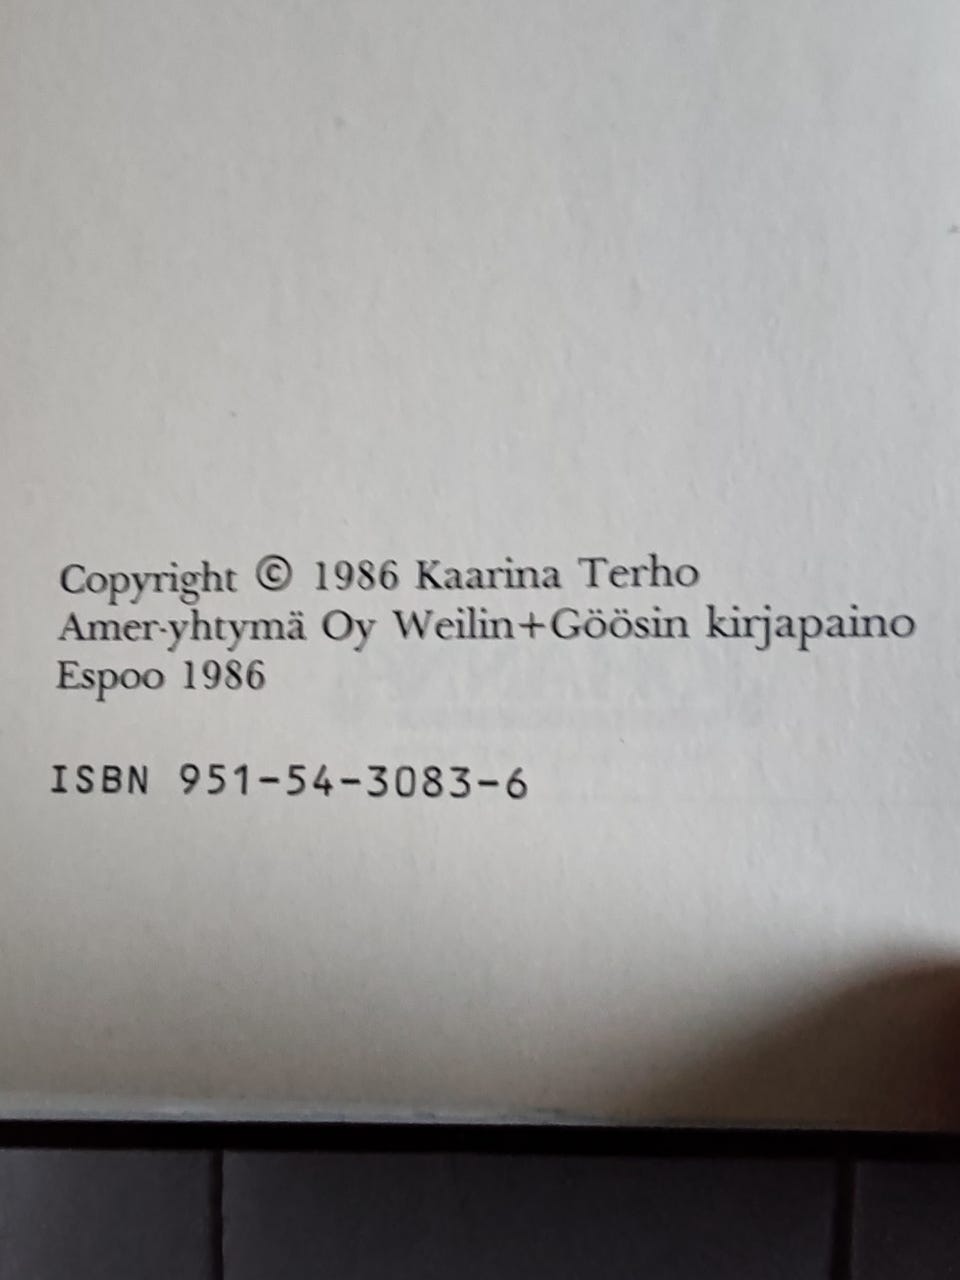 Copyright © 1986 Kaarina Terho
Amer-yhtymä Oy Weilin+Göösin kirjapaino
Espoo 1986
ISBN 951-54-3083-6